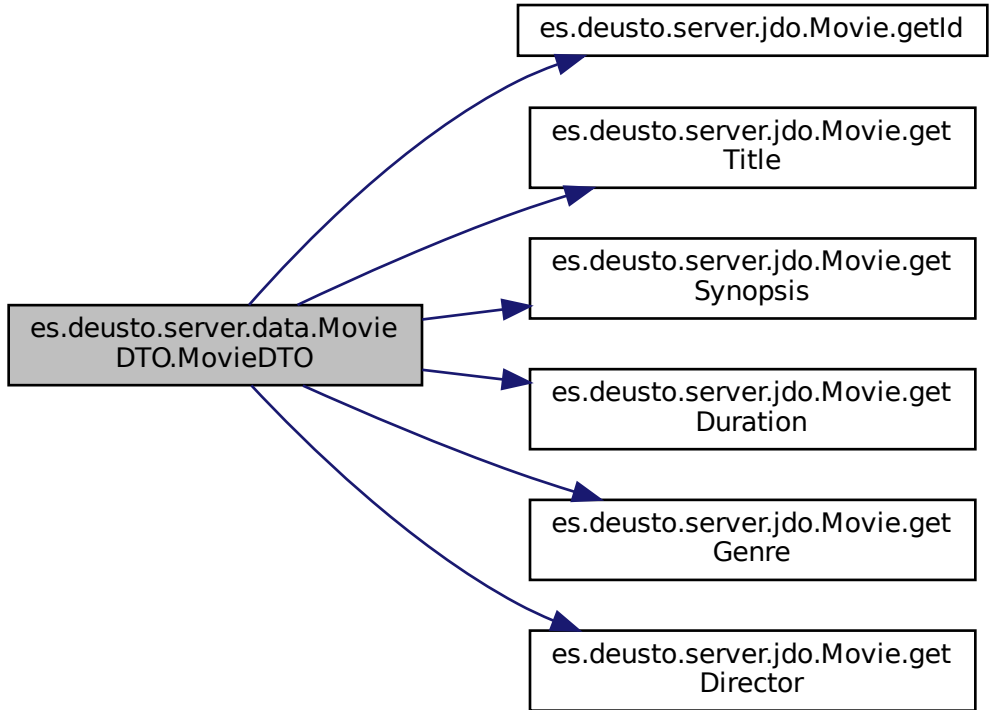 es.deusto.server.jdo.Movie.getId
es.deusto.server.jdo.Movie.get
Title
es.deusto.server.jdo.Movie.get
Synopsis
es.deusto.server.data.Movie
DTO.MovieDTO
es.deusto.server.jdo.Movie.get
Duration
es.deusto.server.jdo.Movie.get
Genre
es.deusto.server.jdo.Movie.get
Director